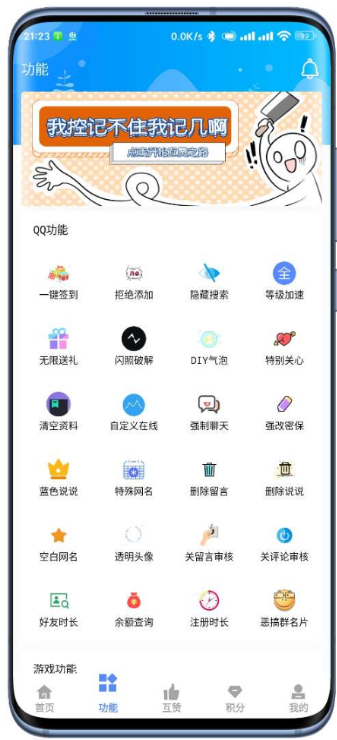 21:23 0.0K/s
功能
我控记不住我记几啊
QQ功能
一键签到 拒绝添加 隐藏搜索 等级加速
全
no
无限送礼 闪照破解 DIY气泡 特别关心
清空资料 自定义在线 强制聊天 强改密保
蓝色说说 特殊网名 删除留言 删除说说
空白网名 透明头像 关留言审核 关评论审核
好友时长 余额查询 注册时长 恶搞群名片
游戏功能
首页 功能 互赞 积分 我的